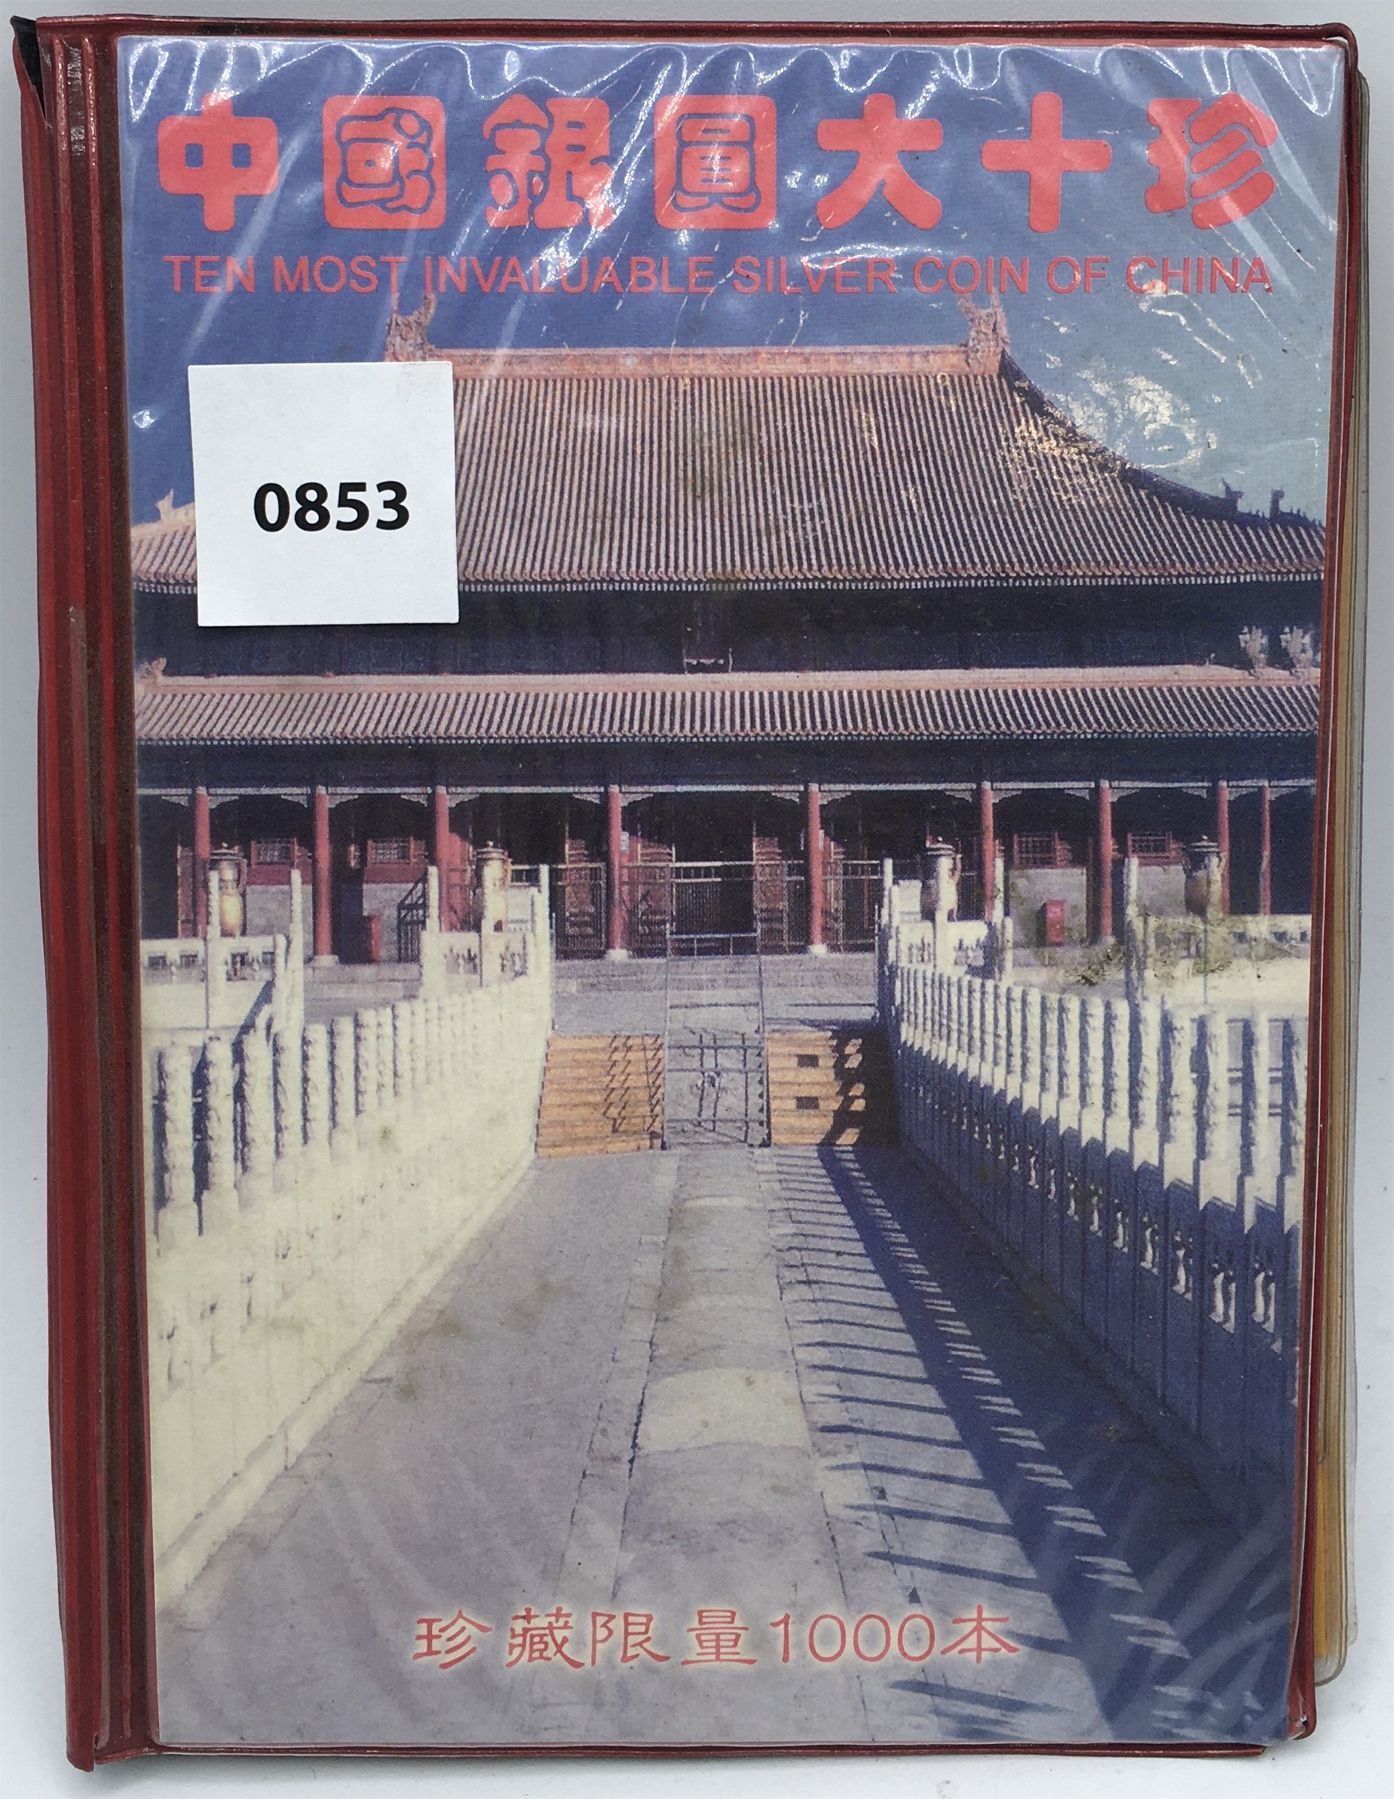 中國銀圓大十珍
TEN MOST INVALUABLE SILVER COIN OF CHINA
0853
珍藏限量1000本